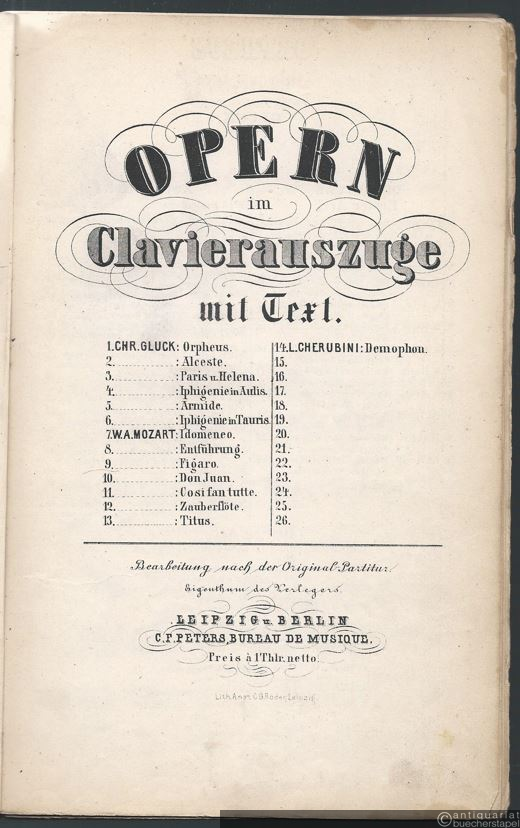 OPERN
im
Clavierauszuge
mit Text.
1. CHR. GLUCK: Orpheus.
2. ............... : Alceste.
3. ............... : Paris u. Helena.
4. ............... : Iphigenie in Aulis.
5. ............... : Armide.
6. ............... : Iphigenie in Tauris.
7. W. A. MOZART: Idomeneo.
8. ............... : Entführung.
9. ............... : Figaro.
10. ............... : Don Juan.
11. ............... : Cosi fan tutte.
12. ............... : Zauberflöte.
13. ............... : Titus.
14. L. CHERUBINI: Demophon.
15.
16.
17.
18.
19.
20.
21.
22.
23.
24.
25.
26.
Bearbeitung nach der Original-Partitur.
Eigenthum des Verlegers.
LEIPZIG u. BERLIN
C. F. PETERS, BUREAU DE MUSIQUE.
Preis à 1 Thlr. netto.
Lith. Anst. C. G. Röder, Leipzig.
antiquariat
buecherstapel